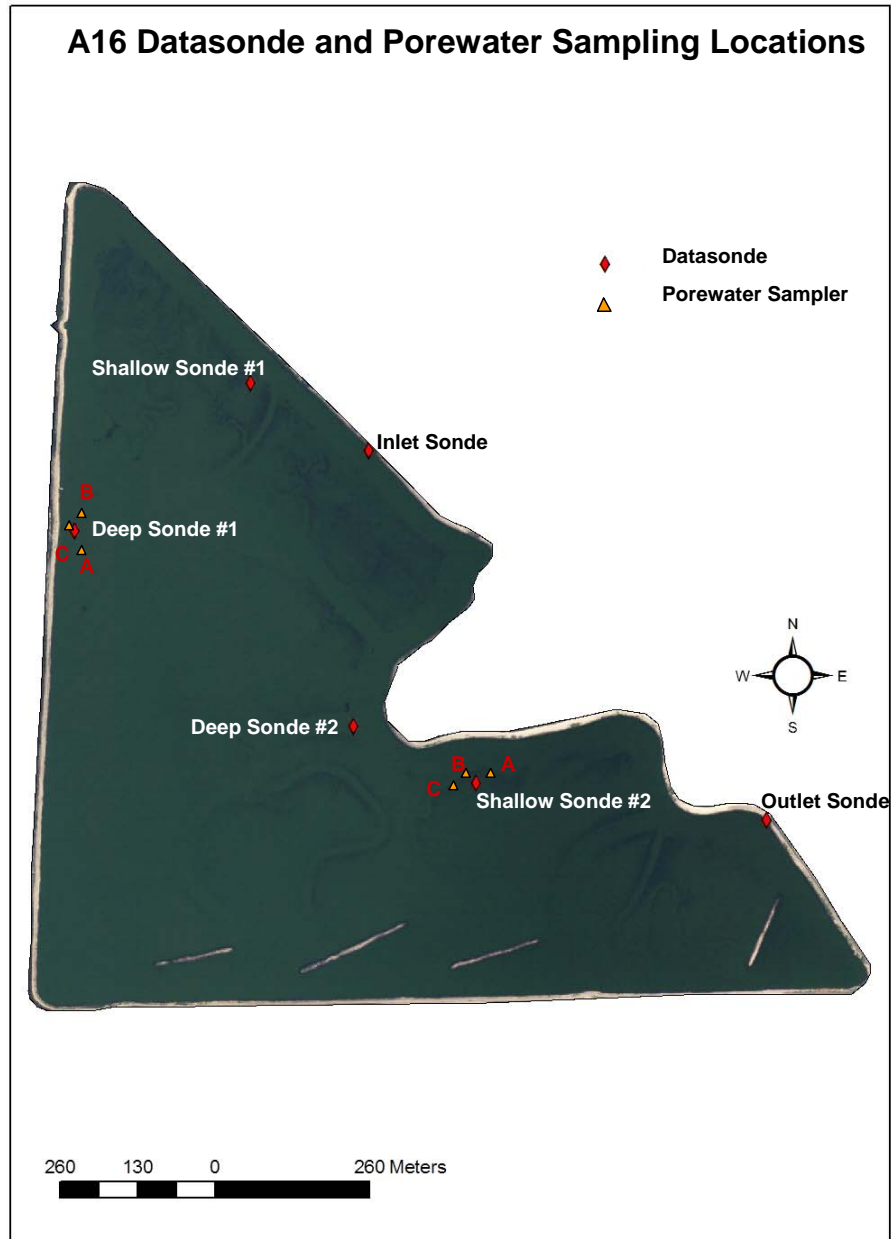 A16 Datasonde and Porewater Sampling Locations
Datasonde
Porewater Sampler
Shallow Sonde #1
Inlet Sonde
B
Deep Sonde #1
C
A
N
W E
S
Deep Sonde #2
B A
C
Shallow Sonde #2
Outlet Sonde
260 130 0 260 Meters